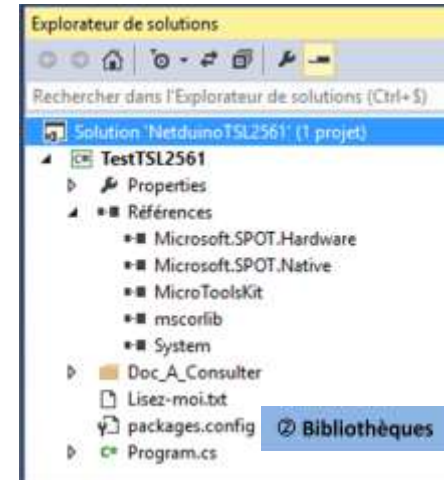 Explorateur de solutions
Rechercher dans l'Explorateur de solutions (Ctrl+$)
Solution 'NetduinoTSL2561' (1 projet)
C# TestTSL2561
Properties
Références
Microsoft.SPOT.Hardware
Microsoft.SPOT.Native
MicroToolsKit
mscorlib
System
Doc_A_Consulter
Lisez-moi.txt
packages.config ② Bibliothèques
C# Program.cs